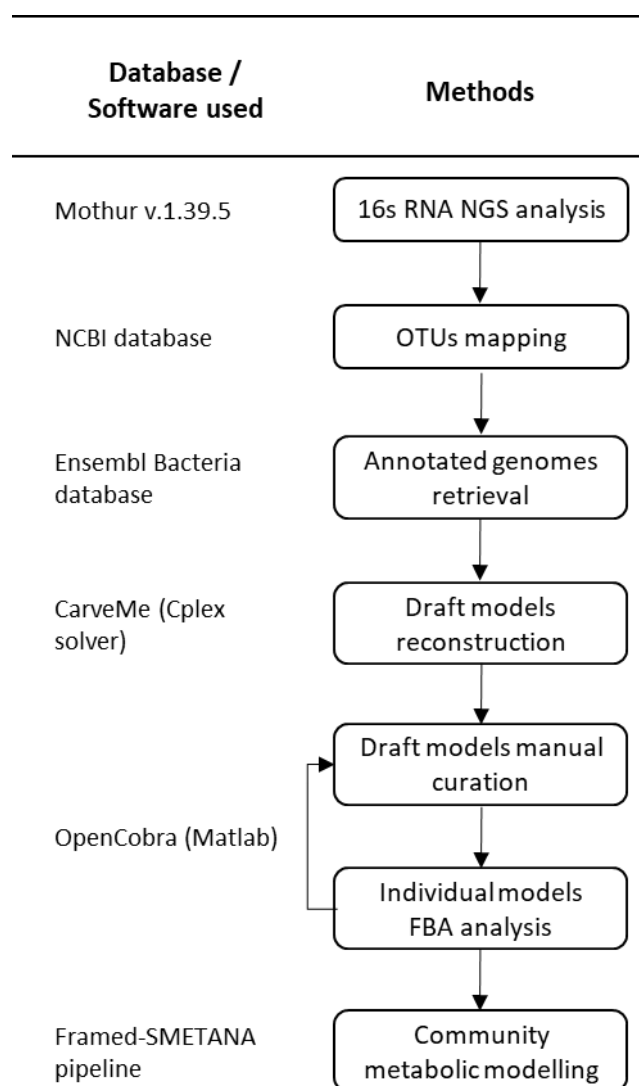 Database /
Software used
Methods
Mothur v.1.39.5
16s RNA NGS analysis
NCBI database
OTUs mapping
Ensembl Bacteria
database
Annotated genomes
retrieval
CarveMe (Cplex
solver)
Draft models
reconstruction
Draft models manual
curation
OpenCobra (Matlab)
Individual models
FBA analysis
Framed-SMETANA
pipeline
Community
metabolic modelling